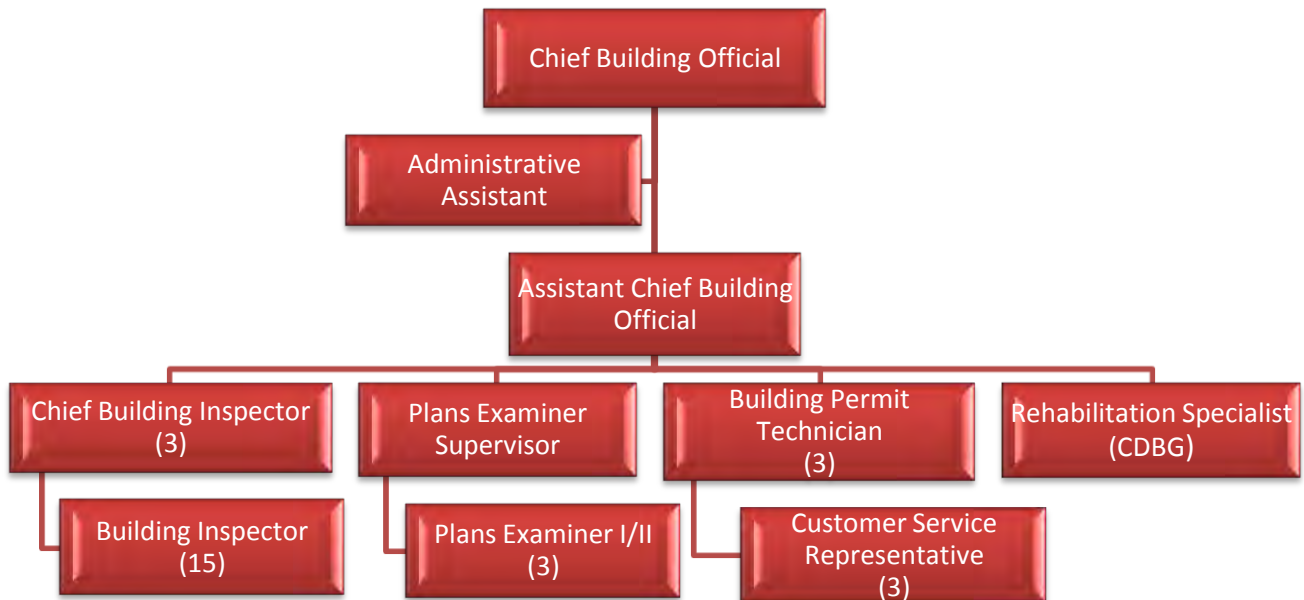 Chief Building Official
Administrative
Assistant
Assistant Chief Building
Official
Chief Building Inspector
(3)
Plans Examiner
Supervisor
Building Permit
Technician
(3)
Rehabilitation Specialist
(CDBG)
Building Inspector
(15)
Plans Examiner I/II
(3)
Customer Service
Representative
(3)